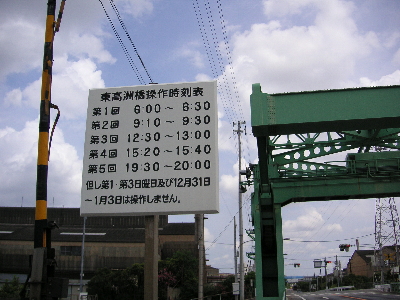 東高洲橋操作時刻表
第1回 6:00 ～ 6:30
第2回 9:10 ～ 9:30
第3回 12:30 ～ 13:00
第4回 15:20 ～ 15:40
第5回 19:30 ～ 20:00
但し第1・第3日曜日及び12月31日
～1月3日は操作しません。